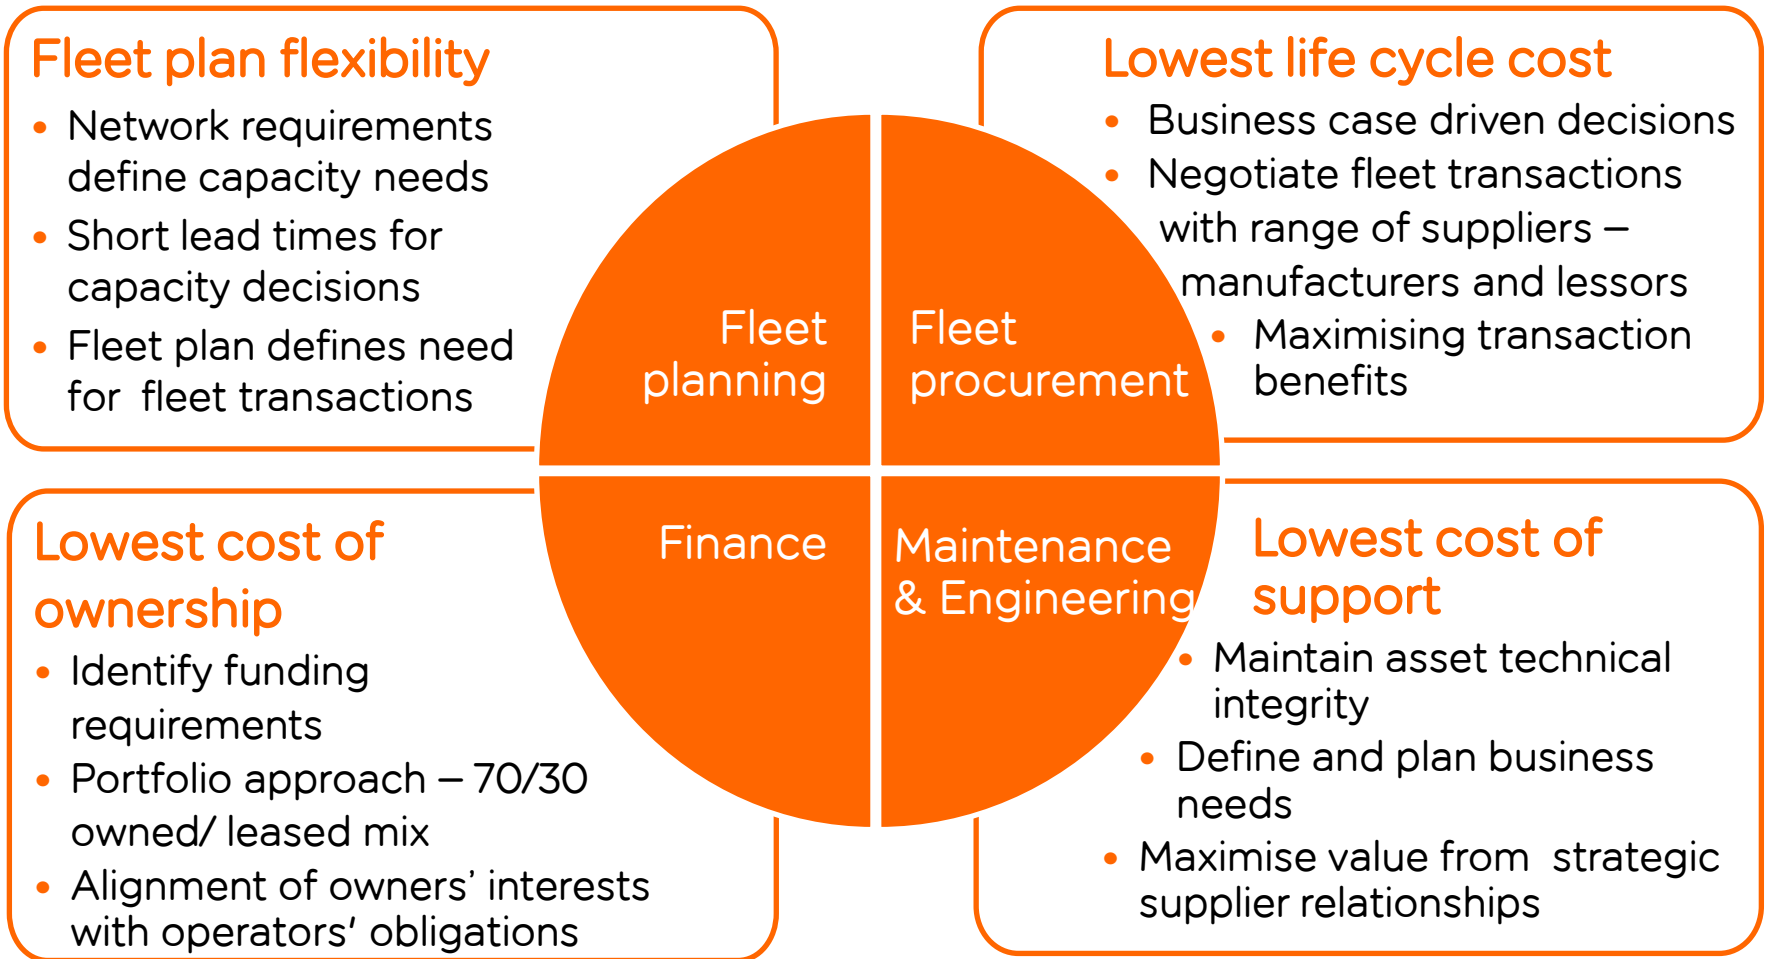 Fleet plan flexibility
• Network requirements
define capacity needs
• Short lead times for
capacity decisions
• Fleet plan defines need
for fleet transactions
Lowest life cycle cost
• Business case driven decisions
• Negotiate fleet transactions
with range of suppliers –
manufacturers and lessors
• Maximising transaction
benefits
Fleet
planning
Fleet
procurement
Finance
Maintenance
& Engineering
Lowest cost of
ownership
• Identify funding
requirements
• Portfolio approach – 70/30
owned/ leased mix
• Alignment of owners’ interests
with operators' obligations
Lowest cost of
support
• Maintain asset technical
integrity
• Define and plan business
needs
• Maximise value from strategic
supplier relationships